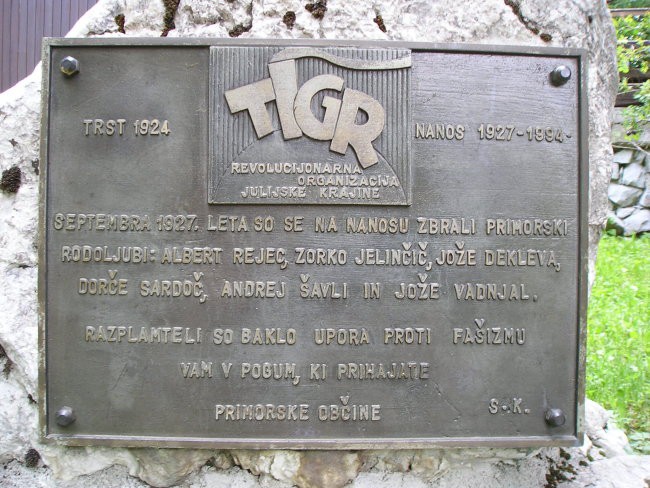 TIGR
TRST 1924
NANOS 1927-1994
REVOLUCIJONARNA
ORGANIZACIJA
JULIJSKE KRAJINE
SEPTEMBRA 1927. LETA SO SE NA NANOSU ZBRALI PRIMORSKI
RODOLJUBI: ALBERT REJEC, ZORKO JELINČIČ, JOŽE DEKLEVA,
DORČE SARDOČ, ANDREJ ŠAVLI IN JOŽE VADNJAL.
RAZPLAMTELI SO BAKLO UPORA PROTI FAŠIZMU
VAM V POGUM, KI PRIHAJATE
PRIMORSKE OBČINE
S.K.